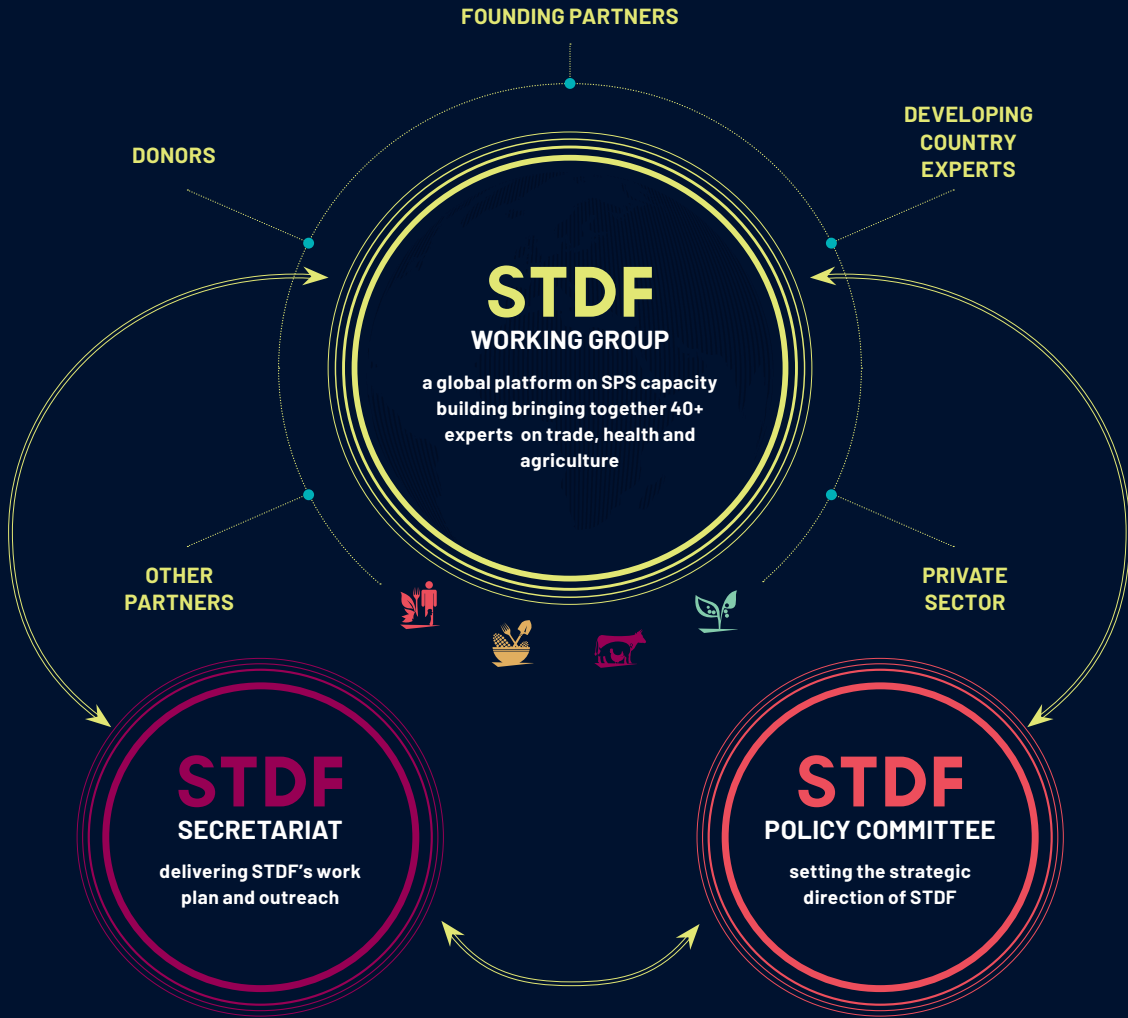 FOUNDING PARTNERS
DONORS
DEVELOPING
COUNTRY
EXPERTS
STDF
WORKING GROUP
a global platform on SPS capacity
building bringing together 40+
experts on trade, health and
agriculture
OTHER
PARTNERS
PRIVATE
SECTOR
STDF
SECRETARIAT
delivering STDF’s work
plan and outreach
STDF
POLICY COMMITTEE
setting the strategic
direction of STDF